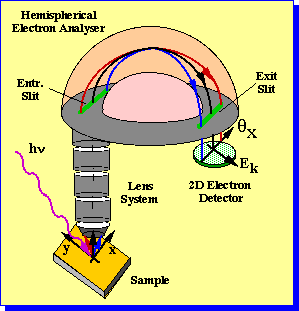 Hemispherical
Electron Analyser
Entr.
Slit
Exit
Slit
θx
Ek
hν
Lens
System
2D Electron
Detector
y
x
Sample